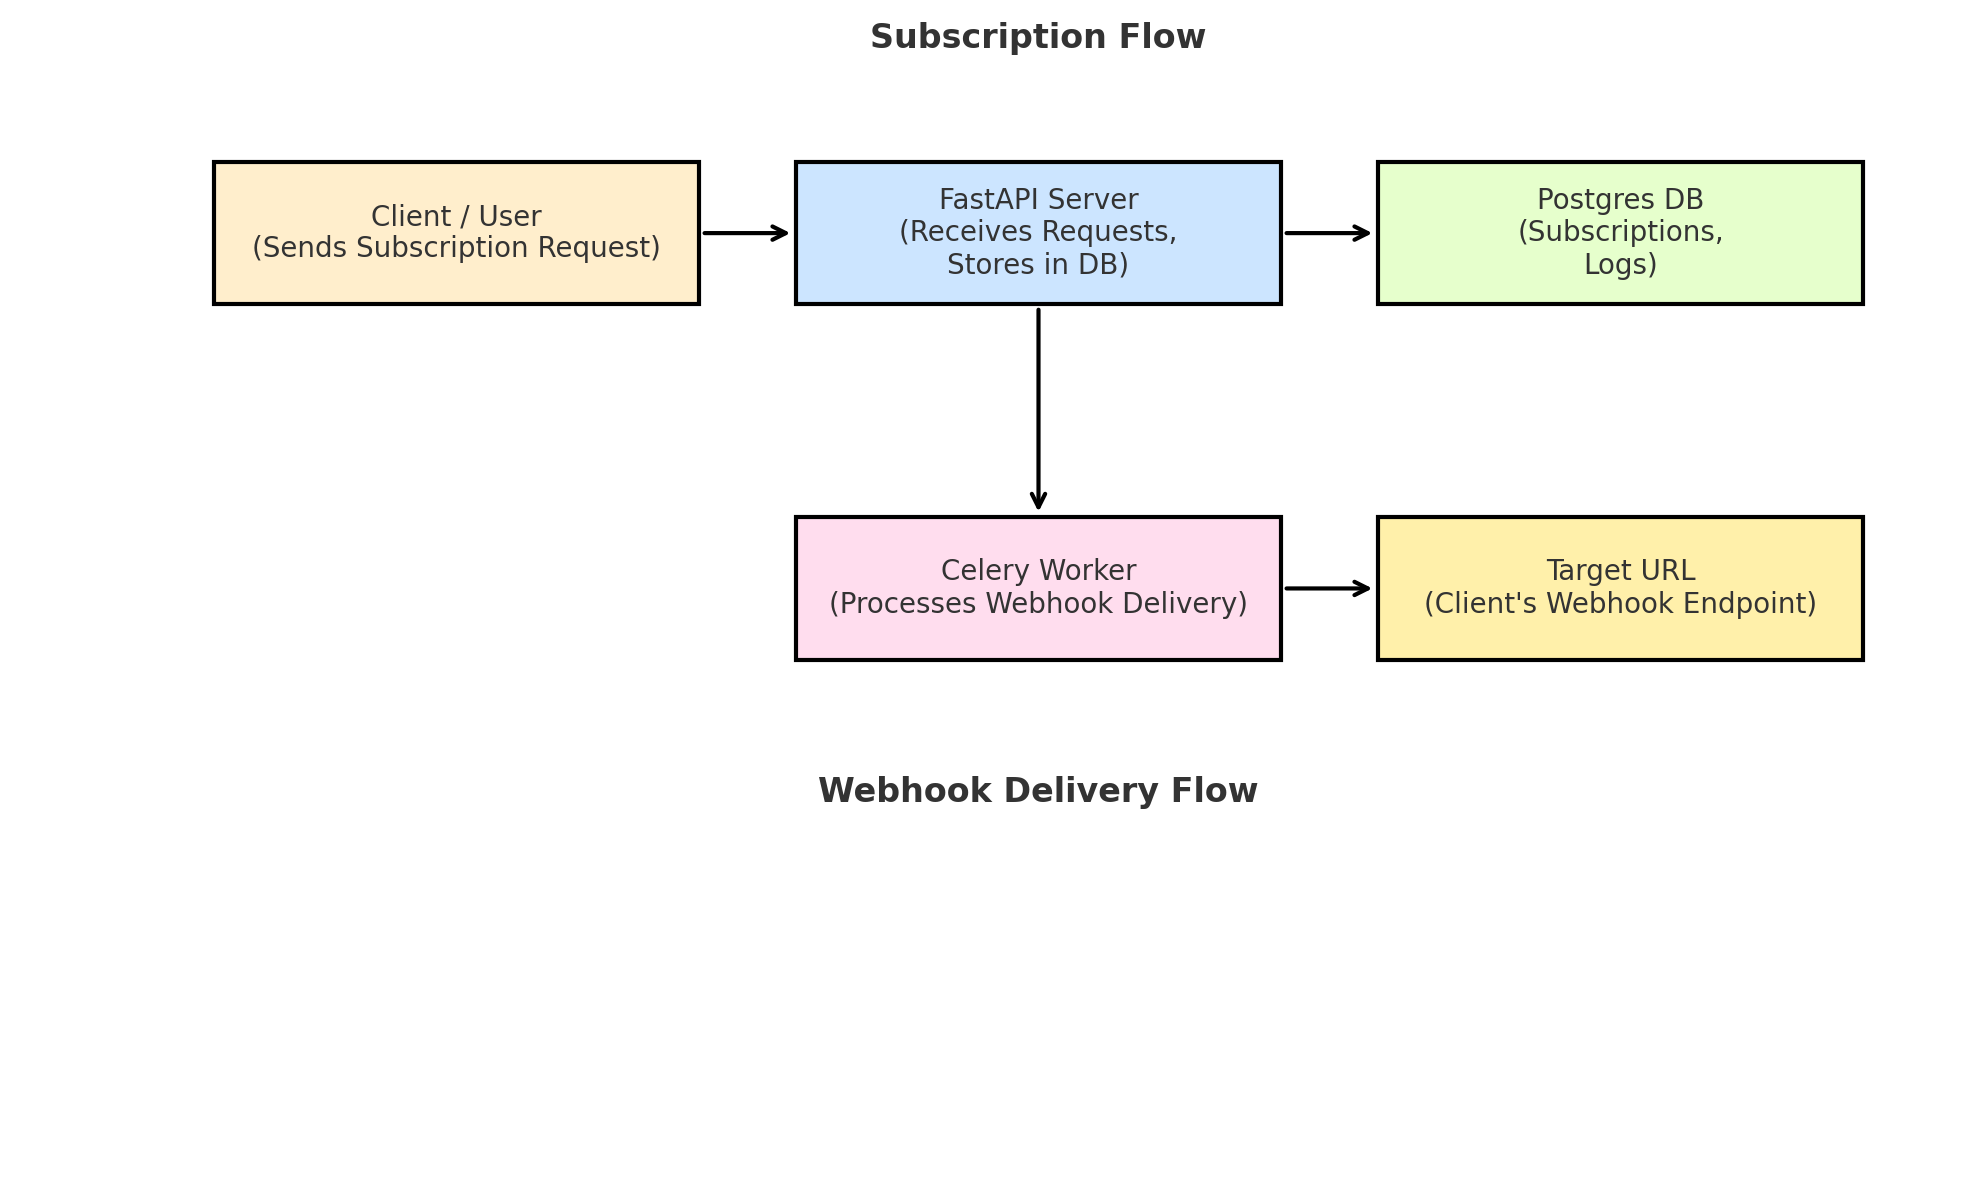 Subscription Flow
Client / User
(Sends Subscription Request)
FastAPI Server
(Receives Requests,
Stores in DB)
Postgres DB
(Subscriptions,
Logs)
Celery Worker
(Processes Webhook Delivery)
Target URL
(Client's Webhook Endpoint)
Webhook Delivery Flow